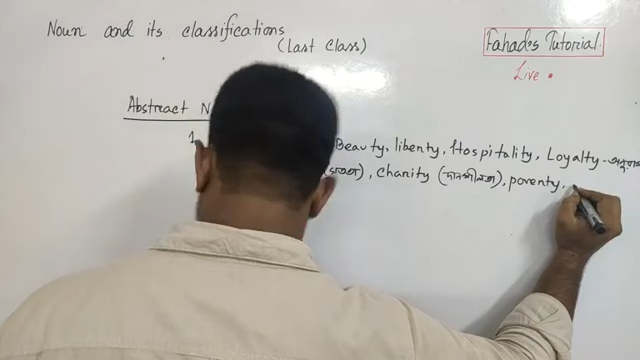 Noun and its classifications
(Last Class)
Fahades Tutorial
Live
Abstract N
1
Beauty, liberty, Hospitality, Loyalty -
, Charity (দানশীলতা), poverty,